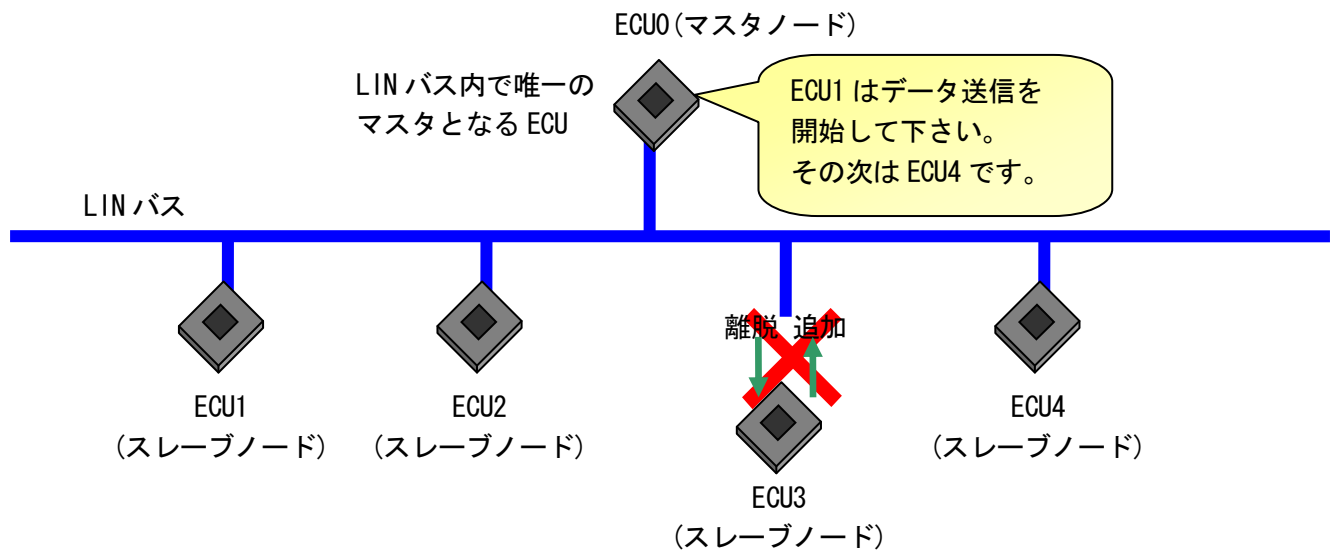 ECU0(マスタノード)
LIN バス内で唯一の
マスタとなる ECU
ECU1 はデータ送信を
開始して下さい。
その次は ECU4 です。
LIN バス
離脱 追加
ECU1
(スレーブノード)
ECU2
(スレーブノード)
ECU3
(スレーブノード)
ECU4
(スレーブノード)